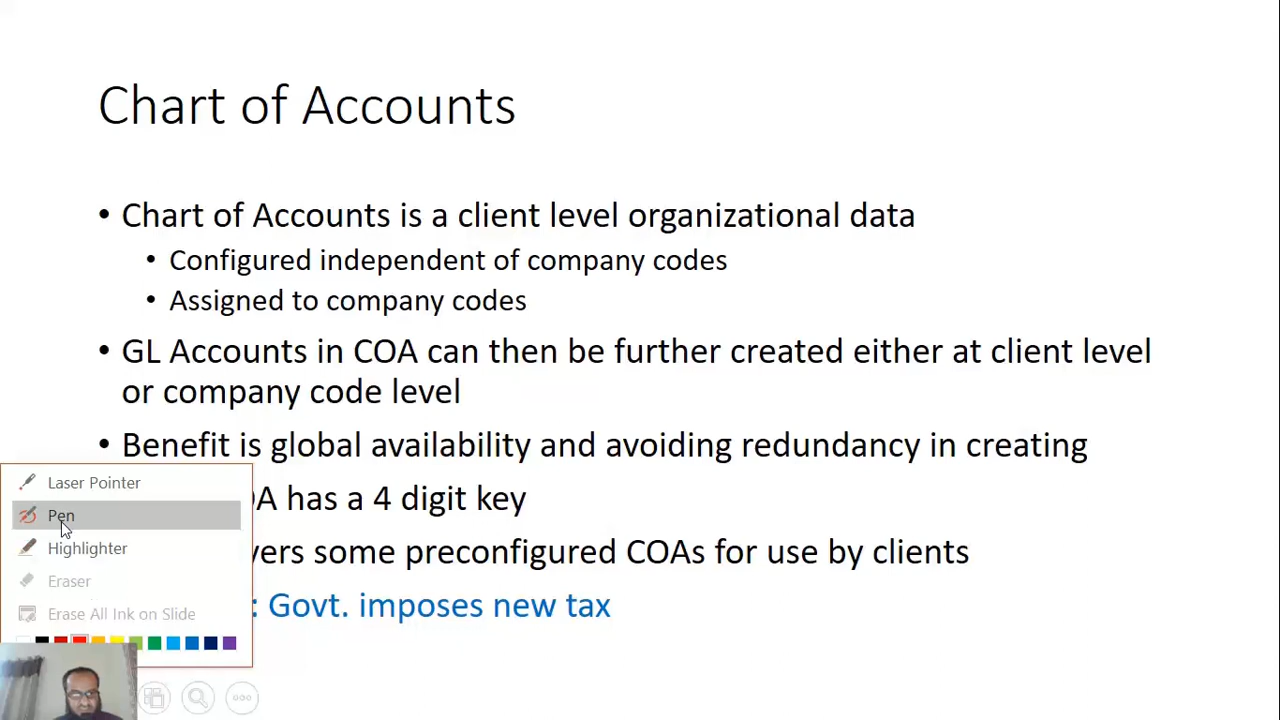 Chart of Accounts
• Chart of Accounts is a client level organizational data
• Configured independent of company codes
• Assigned to company codes
• GL Accounts in COA can then be further created either at client level
or company code level
• Benefit is global availability and avoiding redundancy in creating
has a 4 digit key
some preconfigured COAs for use by clients
: Govt. imposes new tax
Laser Pointer
Pen
Highlighter
Eraser
Erase All Ink on Slide